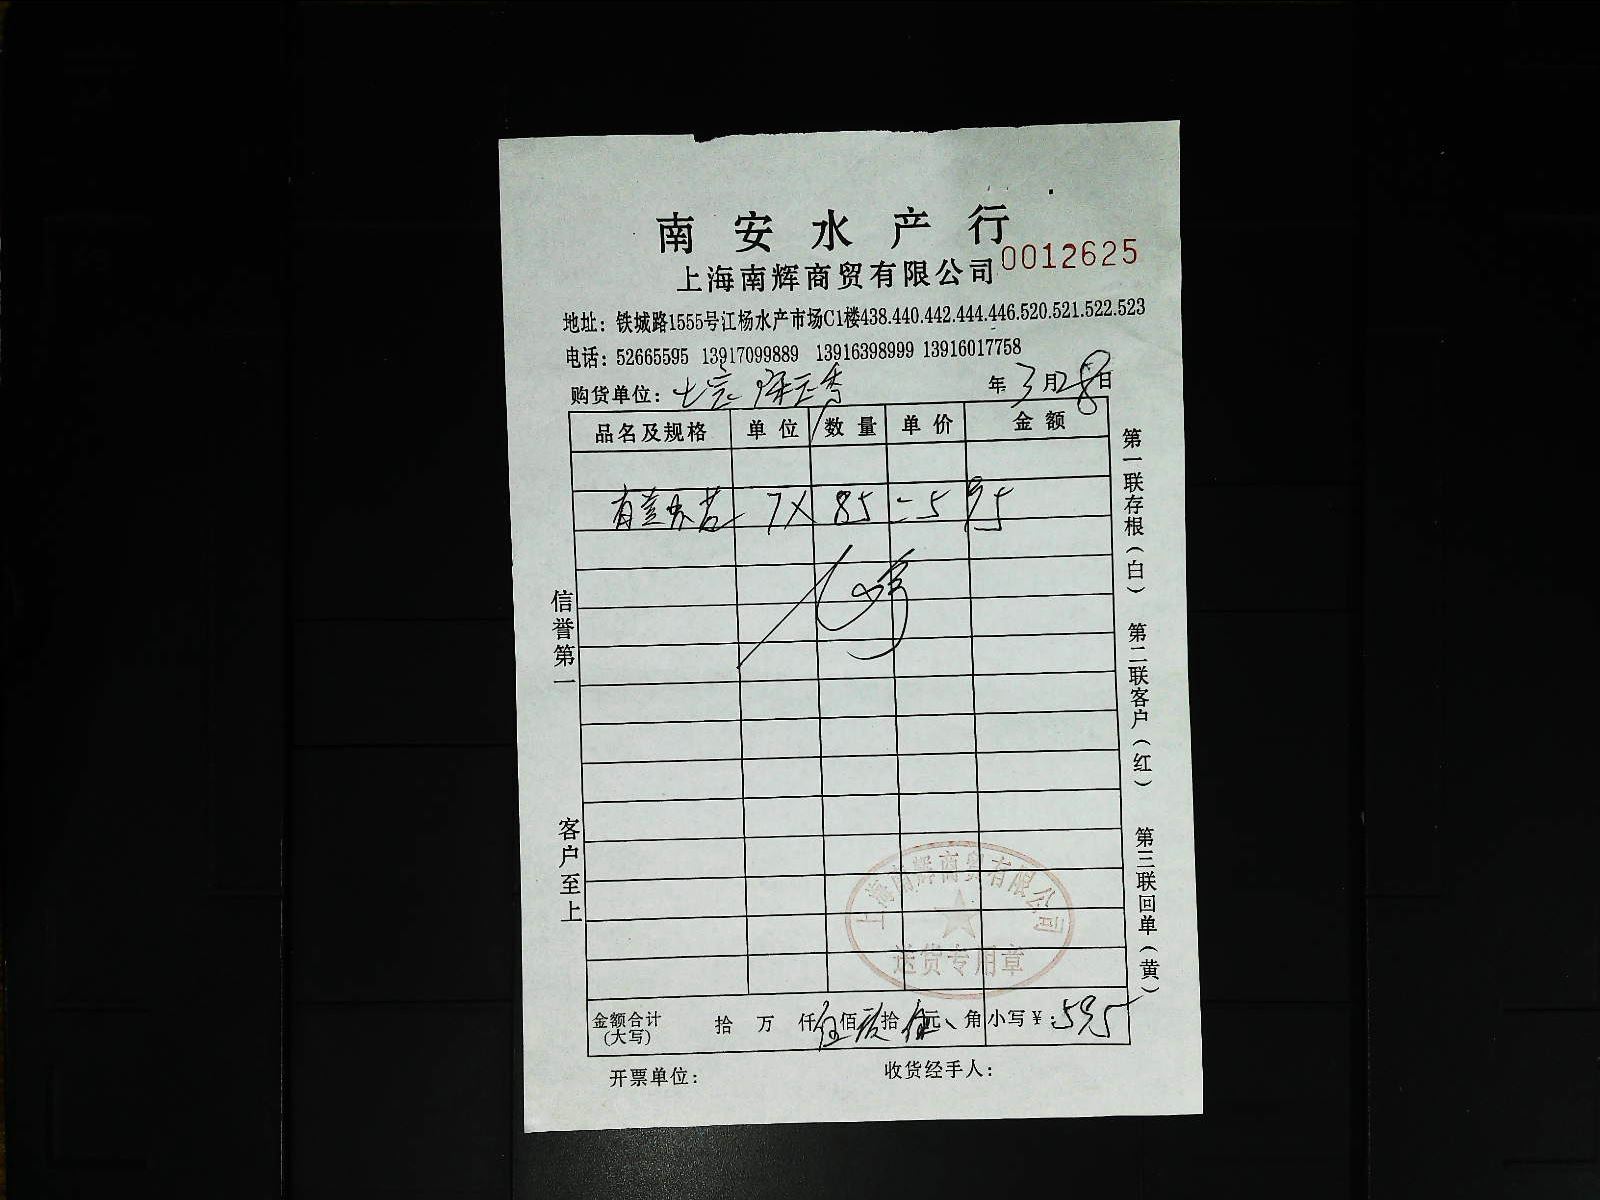 南安水产行
上海南辉商贸有限公司 0012625
地址：铁城路1555号江杨水产市场C1楼438.440.442.444.446.520.521.522.523
电话：52665595 13917099889 13916398999 13916017758
购货单位： 年3月28日
品名及规格 单位 数量 单价 金额
7X 85=595
金额合计(大写) 拾 万 仟伍佰玖拾伍元 角 小写¥：595
开票单位： 收货经手人：
信誉第一
客户至上
第一联存根（白）
第二联客户（红）
第三联回单（黄）
上海南辉商贸有限公司
送货专用章